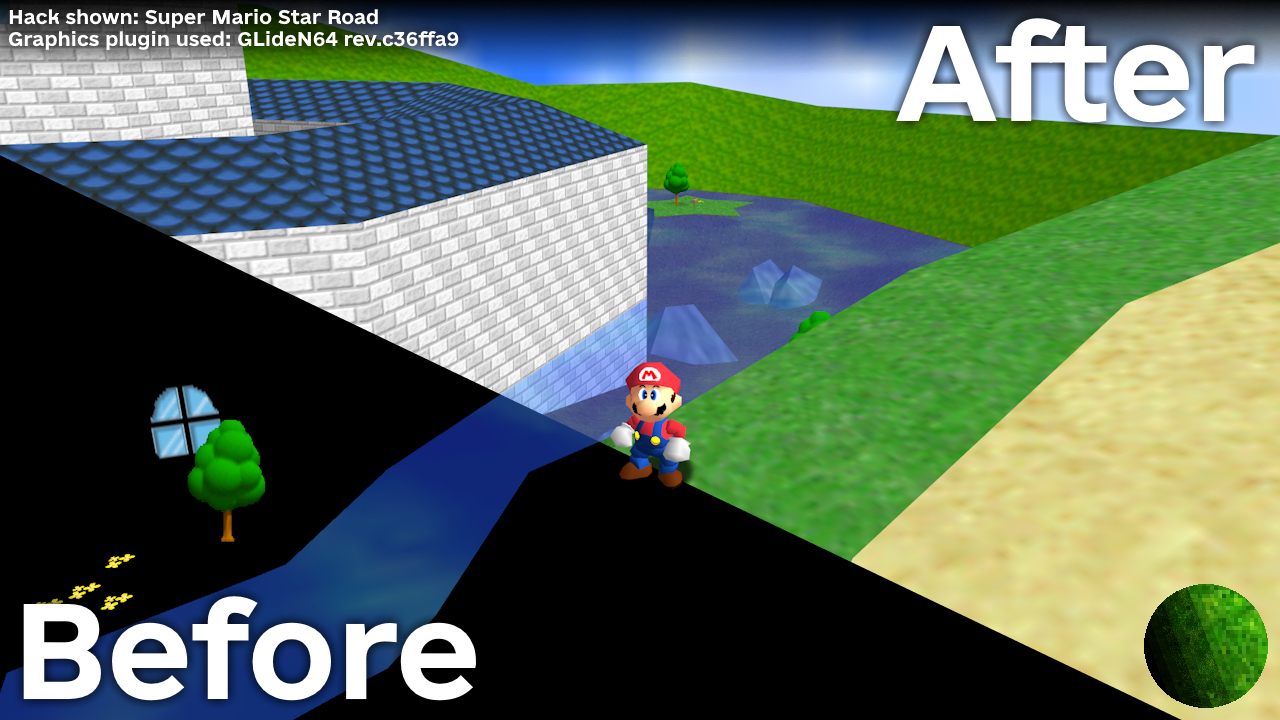 Hack shown: Super Mario Star Road
Graphics plugin used: GLideN64 rev.c36ffa9
After
M
Before